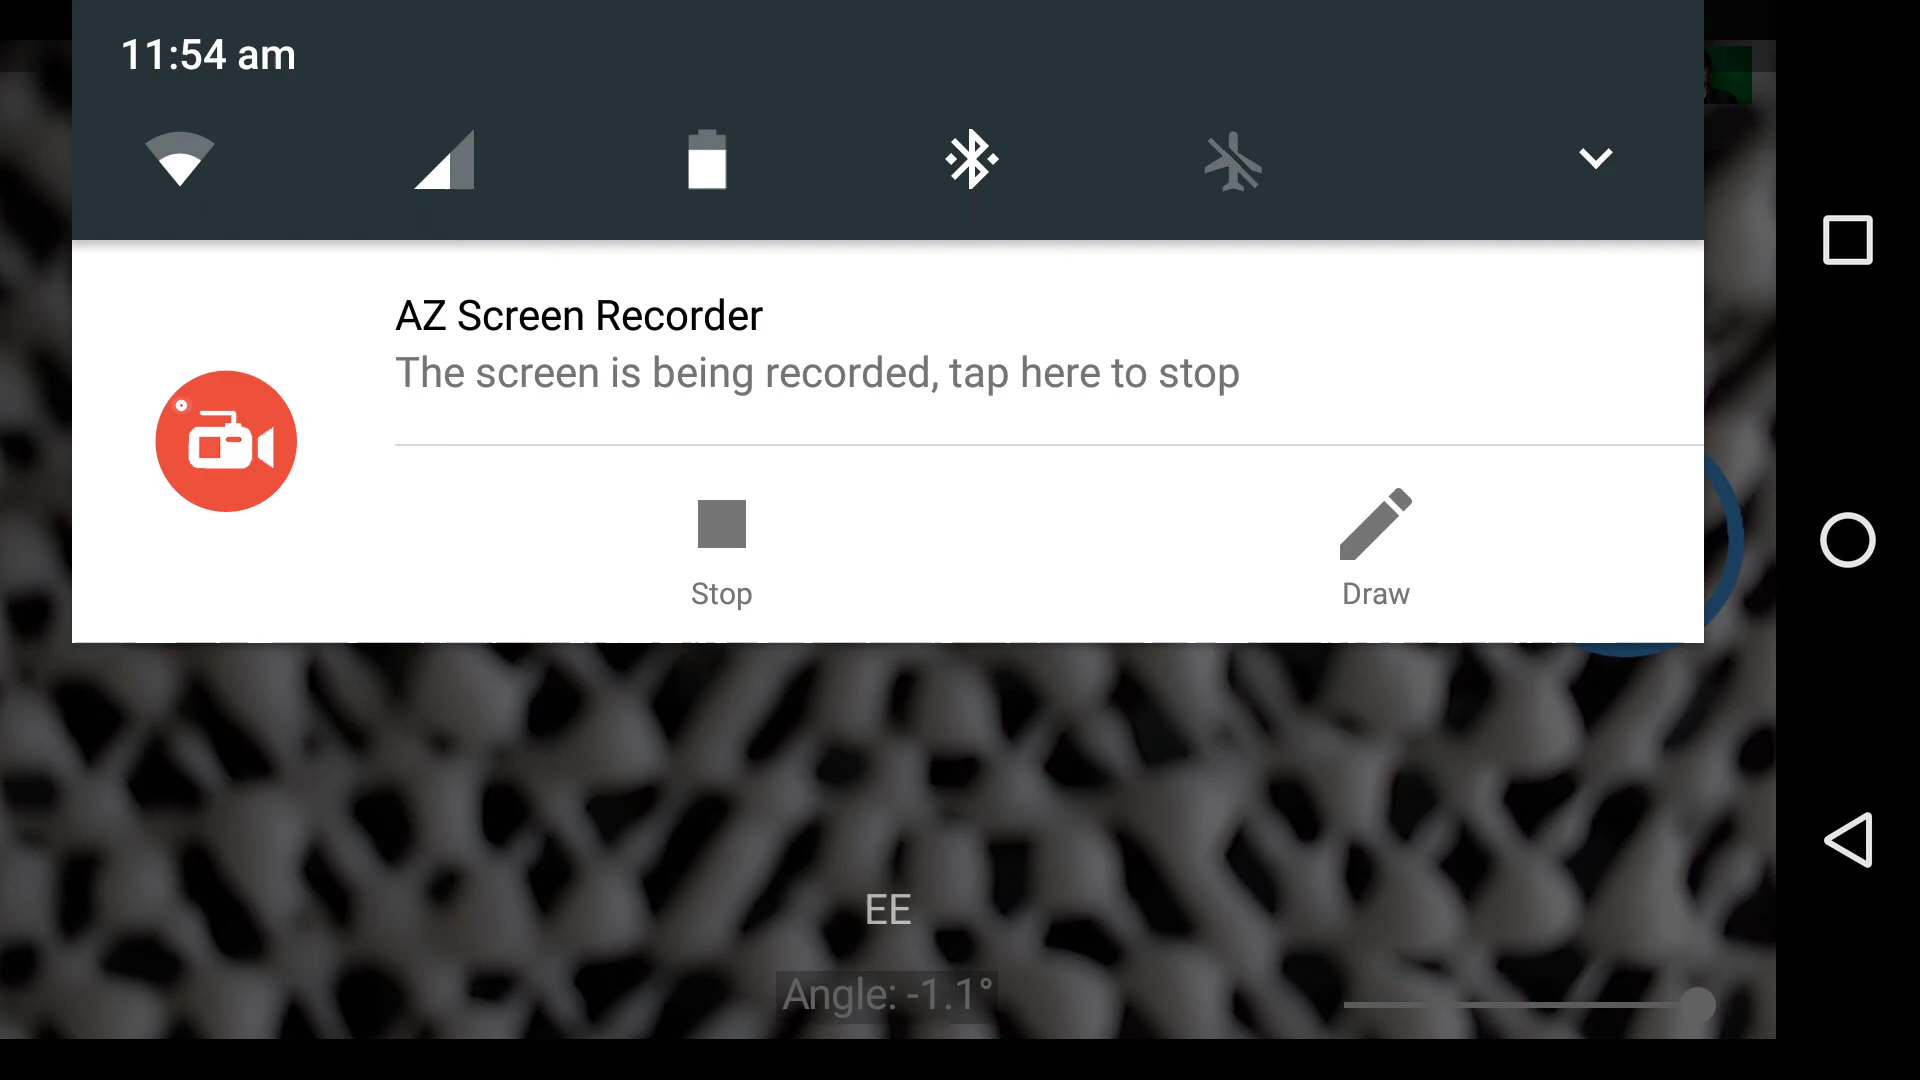 11:54 am
AZ Screen Recorder
The screen is being recorded, tap here to stop
Stop
Draw
EE
Angle: -1.1°